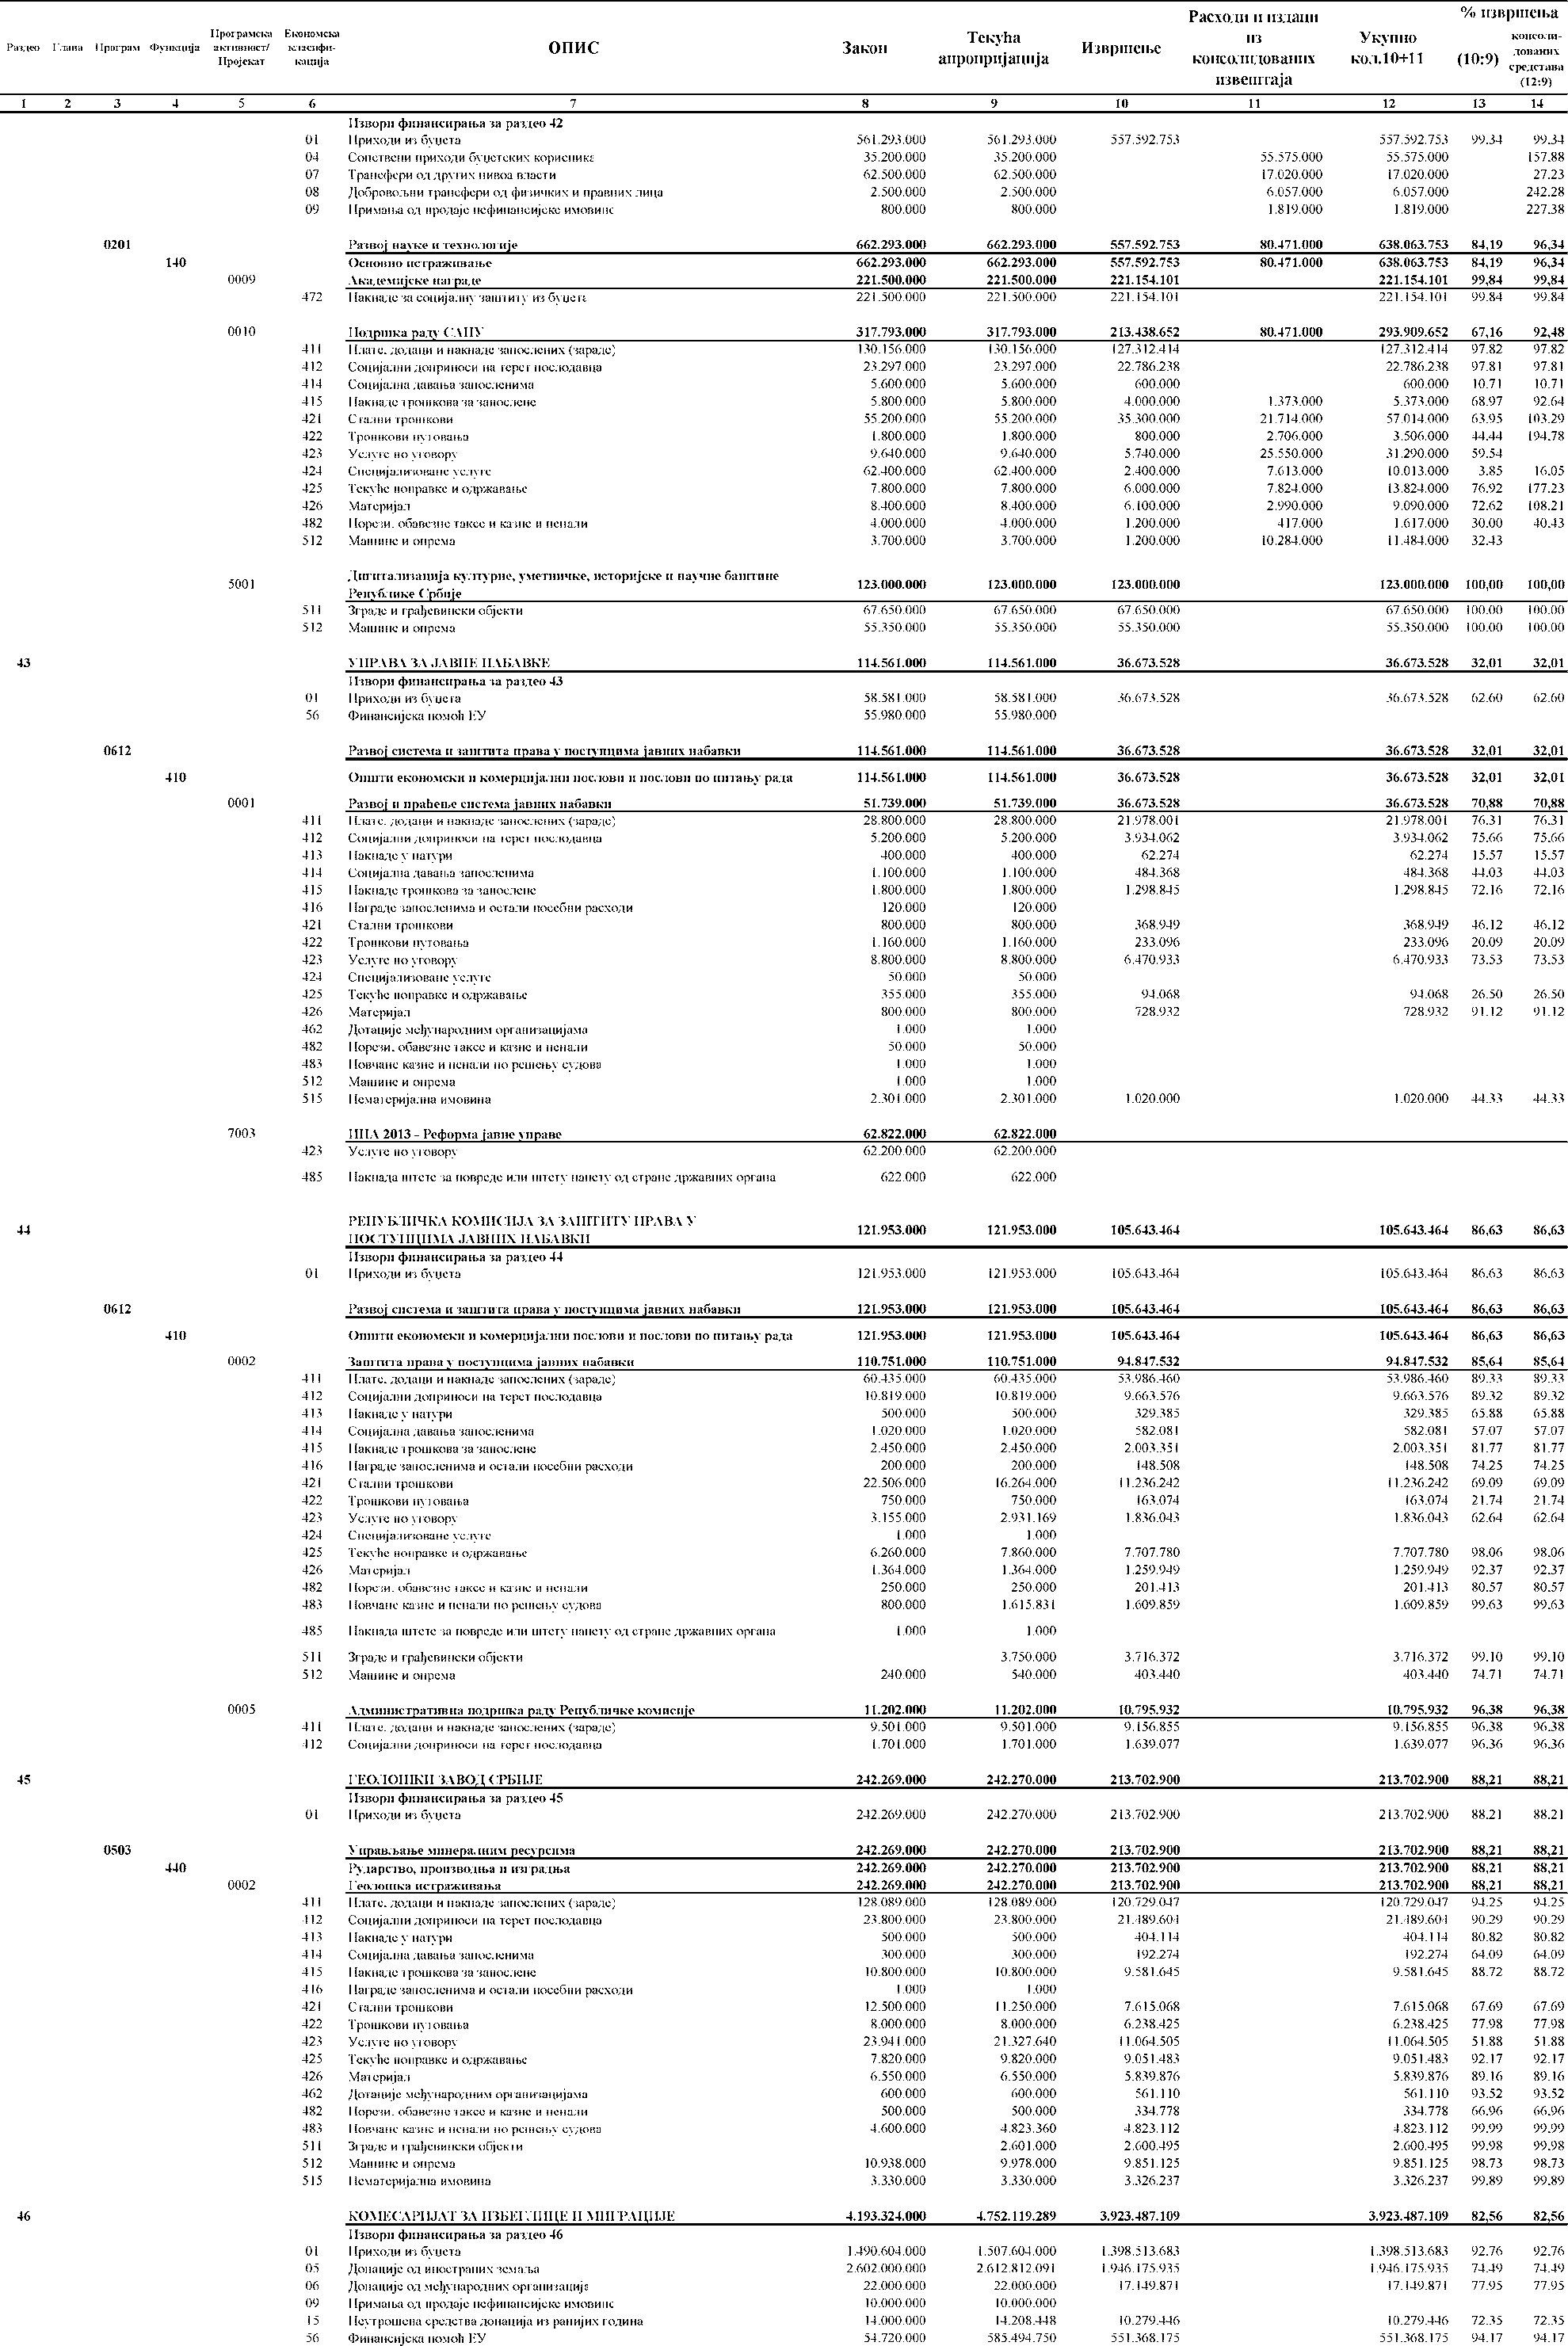 Раздео Глава Програм Функција Програмска активност/ Пројекат Економска класифи-кација ОПИС Закон Текућа апропријација Извршење Расходи и издаци из консолидованих извештаја Укупно кол.10+11 % извршења (10:9) консоли-дованих средстава (12:9)
1 2 3 4 5 6 7 8 9 10 11 12 13 14
Извори финансирања за раздео 42
01 Приходи из буџета 561.293.000 561.293.000 557.592.753 557.592.753 99,34 99,34
04 Сопствени приходи буџетских корисника 35.200.000 35.200.000 55.575.000 55.575.000 157,88
07 Трансфери од других нивоа власти 62.500.000 62.500.000 17.020.000 17.020.000 27,23
08 Добровољни трансфери од физичких и правних лица 2.500.000 2.500.000 6.057.000 6.057.000 242,28
09 Примања од продаје нефинансијске имовине 800.000 800.000 1.819.000 1.819.000 227,38
0201 Развој науке и технологије 662.293.000 662.293.000 557.592.753 80.471.000 638.063.753 84,19 96,34
140 Основно истраживање 662.293.000 662.293.000 557.592.753 80.471.000 638.063.753 84,19 96,34
0009 Академијске награде 221.500.000 221.500.000 221.154.101 221.154.101 99,84 99,84
472 Накнаде за социјалну заштиту из буџета 221.500.000 221.500.000 221.154.101 221.154.101 99,84 99,84
0010 Подршка раду САНУ 317.793.000 317.793.000 213.438.652 80.471.000 293.909.652 67,16 92,48
411 Плате, додаци и накнаде запослених (зараде) 130.156.000 130.156.000 127.312.414 127.312.414 97,82 97,82
412 Социјални доприноси на терет послодавца 23.297.000 23.297.000 22.786.238 22.786.238 97,81 97,81
414 Социјална давања запосленима 5.600.000 5.600.000 600.000 600.000 10,71 10,71
415 Накнаде трошкова за запослене 5.800.000 5.800.000 4.000.000 1.373.000 5.373.000 68,97 92,64
421 Стални трошкови 55.200.000 55.200.000 35.300.000 21.714.000 57.014.000 63,95 103,29
422 Трошкови путовања 1.800.000 1.800.000 800.000 2.706.000 3.506.000 44,44 194,78
423 Услуге по уговору 9.640.000 9.640.000 5.740.000 25.550.000 31.290.000 59,54
424 Специјализоване услуге 62.400.000 62.400.000 2.400.000 7.613.000 10.013.000 3,85 16,05
425 Текуће поправке и одржавање 7.800.000 7.800.000 6.000.000 7.824.000 13.824.000 76,92 177,23
426 Материјал 8.400.000 8.400.000 6.100.000 2.990.000 9.090.000 72,62 108,21
482 Порези, обавезне таксе и казне и пенали 4.000.000 4.000.000 1.200.000 417.000 1.617.000 30,00 40,43
512 Машине и опрема 3.700.000 3.700.000 1.200.000 10.284.000 11.484.000 32,43
5001 Дигитализација културне, уметничке, историјске и научне баштине Републике Србије 123.000.000 123.000.000 123.000.000 123.000.000 100,00 100,00
511 Зграде и грађевински објекти 67.650.000 67.650.000 67.650.000 67.650.000 100,00 100,00
512 Машине и опрема 55.350.000 55.350.000 55.350.000 55.350.000 100,00 100,00
43 УПРАВА ЗА ЈАВНЕ НАБАВКЕ 114.561.000 114.561.000 36.673.528 36.673.528 32,01 32,01
Извори финансирања за раздео 43
01 Приходи из буџета 58.581.000 58.581.000 36.673.528 36.673.528 62,60 62,60
56 Финансијска помоћ ЕУ 55.980.000 55.980.000
0612 Развој система и заштита права у поступцима јавних набавки 114.561.000 114.561.000 36.673.528 36.673.528 32,01 32,01
410 Општи економски и комерцијални послови и послови по питању рада 114.561.000 114.561.000 36.673.528 36.673.528 32,01 32,01
0001 Развој и праћење система јавних набавки 51.739.000 51.739.000 36.673.528 36.673.528 70,88 70,88
411 Плате, додаци и накнаде запослених (зараде) 28.800.000 28.800.000 21.978.001 21.978.001 76,31 76,31
412 Социјални доприноси на терет послодавца 5.200.000 5.200.000 3.934.062 3.934.062 75,66 75,66
413 Накнаде у натури 400.000 400.000 62.274 62.274 15,57 15,57
414 Социјална давања запосленима 1.100.000 1.100.000 484.368 484.368 44,03 44,03
415 Накнаде трошкова за запослене 1.800.000 1.800.000 1.298.845 1.298.845 72,16 72,16
416 Награде запосленима и остали посебни расходи 120.000 120.000
421 Стални трошкови 800.000 800.000 368.949 368.949 46,12 46,12
422 Трошкови путовања 1.160.000 1.160.000 233.096 233.096 20,09 20,09
423 Услуге по уговору 8.800.000 8.800.000 6.470.933 6.470.933 73,53 73,53
424 Специјализоване услуге 50.000 50.000
425 Текуће поправке и одржавање 355.000 355.000 94.068 94.068 26,50 26,50
426 Материјал 800.000 800.000 728.932 728.932 91,12 91,12
462 Дотације међународним организацијама 1.000 1.000
482 Порези, обавезне таксе и казне и пенали 50.000 50.000
483 Новчане казне и пенали по решењу судова 1.000 1.000
512 Машине и опрема 1.000 1.000
515 Нематеријална имовина 2.301.000 2.301.000 1.020.000 1.020.000 44,33 44,33
7003 ИПА 2013 - Реформа јавне управе 62.822.000 62.822.000
423 Услуге по уговору 62.200.000 62.200.000
485 Накнада штете за повреде или штету нанету од стране државних органа 622.000 622.000
44 РЕПУБЛИЧКА КОМИСИЈА ЗА ЗАШТИТУ ПРАВА У ПОСТУПЦИМА ЈАВНИХ НАБАВКИ 121.953.000 121.953.000 105.643.464 105.643.464 86,63 86,63
Извори финансирања за раздео 44
01 Приходи из буџета 121.953.000 121.953.000 105.643.464 105.643.464 86,63 86,63
0612 Развој система и заштита права у поступцима јавних набавки 121.953.000 121.953.000 105.643.464 105.643.464 86,63 86,63
410 Општи економски и комерцијални послови и послови по питању рада 121.953.000 121.953.000 105.643.464 105.643.464 86,63 86,63
0002 Заштита права у поступцима јавних набавки 110.751.000 110.751.000 94.847.532 94.847.532 85,64 85,64
411 Плате, додаци и накнаде запослених (зараде) 60.435.000 60.435.000 53.986.460 53.986.460 89,33 89,33
412 Социјални доприноси на терет послодавца 10.819.000 10.819.000 9.663.576 9.663.576 89,32 89,32
413 Накнаде у натури 500.000 500.000 329.385 329.385 65,88 65,88
414 Социјална давања запосленима 1.020.000 1.020.000 582.081 582.081 57,07 57,07
415 Накнаде трошкова за запослене 2.450.000 2.450.000 2.003.351 2.003.351 81,77 81,77
416 Награде запосленима и остали посебни расходи 200.000 200.000 148.508 148.508 74,25 74,25
421 Стални трошкови 22.506.000 16.264.000 11.236.242 11.236.242 69,09 69,09
422 Трошкови путовања 750.000 750.000 163.074 163.074 21,74 21,74
423 Услуге по уговору 3.155.000 2.931.169 1.836.043 1.836.043 62,64 62,64
424 Специјализоване услуге 1.000 1.000
425 Текуће поправке и одржавање 6.260.000 7.860.000 7.707.780 7.707.780 98,06 98,06
426 Материјал 1.364.000 1.364.000 1.259.949 1.259.949 92,37 92,37
482 Порези, обавезне таксе и казне и пенали 250.000 250.000 201.413 201.413 80,57 80,57
483 Новчане казне и пенали по решењу судова 800.000 1.615.831 1.609.859 1.609.859 99,63 99,63
485 Накнада штете за повреде или штету нанету од стране државних органа 1.000 1.000
511 Зграде и грађевински објекти 3.750.000 3.716.372 3.716.372 99,10 99,10
512 Машине и опрема 240.000 540.000 403.440 403.440 74,71 74,71
0005 Административна подршка раду Републичке комисије 11.202.000 11.202.000 10.795.932 10.795.932 96,38 96,38
411 Плате, додаци и накнаде запослених (зараде) 9.501.000 9.501.000 9.156.855 9.156.855 96,38 96,38
412 Социјални доприноси на терет послодавца 1.701.000 1.701.000 1.639.077 1.639.077 96,36 96,36
45 ГЕОЛОШКИ ЗАВОД СРБИЈЕ 242.269.000 242.270.000 213.702.900 213.702.900 88,21 88,21
Извори финансирања за раздео 45
01 Приходи из буџета 242.269.000 242.270.000 213.702.900 213.702.900 88,21 88,21
0503 Управљање минералним ресурсима 242.269.000 242.270.000 213.702.900 213.702.900 88,21 88,21
440 Рударство, производња и изградња 242.269.000 242.270.000 213.702.900 213.702.900 88,21 88,21
0002 Геолошка истраживања 242.269.000 242.270.000 213.702.900 213.702.900 88,21 88,21
411 Плате, додаци и накнаде запослених (зараде) 128.089.000 128.089.000 120.729.047 120.729.047 94,25 94,25
412 Социјални доприноси на терет послодавца 23.800.000 23.800.000 21.489.604 21.489.604 90,29 90,29
413 Накнаде у натури 500.000 500.000 404.114 404.114 80,82 80,82
414 Социјална давања запосленима 300.000 300.000 192.274 192.274 64,09 64,09
415 Накнаде трошкова за запослене 10.800.000 10.800.000 9.581.645 9.581.645 88,72 88,72
416 Награде запосленима и остали посебни расходи 1.000 1.000
421 Стални трошкови 12.500.000 11.250.000 7.615.068 7.615.068 67,69 67,69
422 Трошкови путовања 8.000.000 8.000.000 6.238.425 6.238.425 77,98 77,98
423 Услуге по уговору 23.941.000 21.327.640 11.064.505 11.064.505 51,88 51,88
425 Текуће поправке и одржавање 7.820.000 9.820.000 9.051.483 9.051.483 92,17 92,17
426 Материјал 6.550.000 6.550.000 5.839.876 5.839.876 89,16 89,16
462 Дотације међународним организацијама 600.000 600.000 561.110 561.110 93,52 93,52
482 Порези, обавезне таксе и казне и пенали 500.000 500.000 334.778 334.778 66,96 66,96
483 Новчане казне и пенали по решењу судова 4.600.000 4.823.360 4.823.112 4.823.112 99,99 99,99
511 Зграде и грађевински објекти 2.601.000 2.600.495 2.600.495 99,98 99,98
512 Машине и опрема 10.938.000 9.978.000 9.851.125 9.851.125 98,73 98,73
515 Нематеријална имовина 3.330.000 3.330.000 3.326.237 3.326.237 99,89 99,89
46 КОМЕСАРИЈАТ ЗА ИЗБЕГЛИЦЕ И МИГРАЦИЈЕ 4.193.324.000 4.752.119.289 3.923.487.109 3.923.487.109 82,56 82,56
Извори финансирања за раздео 46
01 Приходи из буџета 1.490.604.000 1.507.604.000 1.398.513.683 1.398.513.683 92,76 92,76
05 Донације од иностраних земаља 2.602.000.000 2.612.812.091 1.946.175.935 1.946.175.935 74,49 74,49
06 Донације од међународних организација 22.000.000 22.000.000 17.149.871 17.149.871 77,95 77,95
09 Примања од продаје нефинансијске имовине 10.000.000 10.000.000
15 Неутрошена средства донација из ранијих година 14.000.000 14.208.448 10.279.446 10.279.446 72,35 72,35
56 Финансијска помоћ ЕУ 54.720.000 585.494.750 551.368.175 551.368.175 94,17 94,17